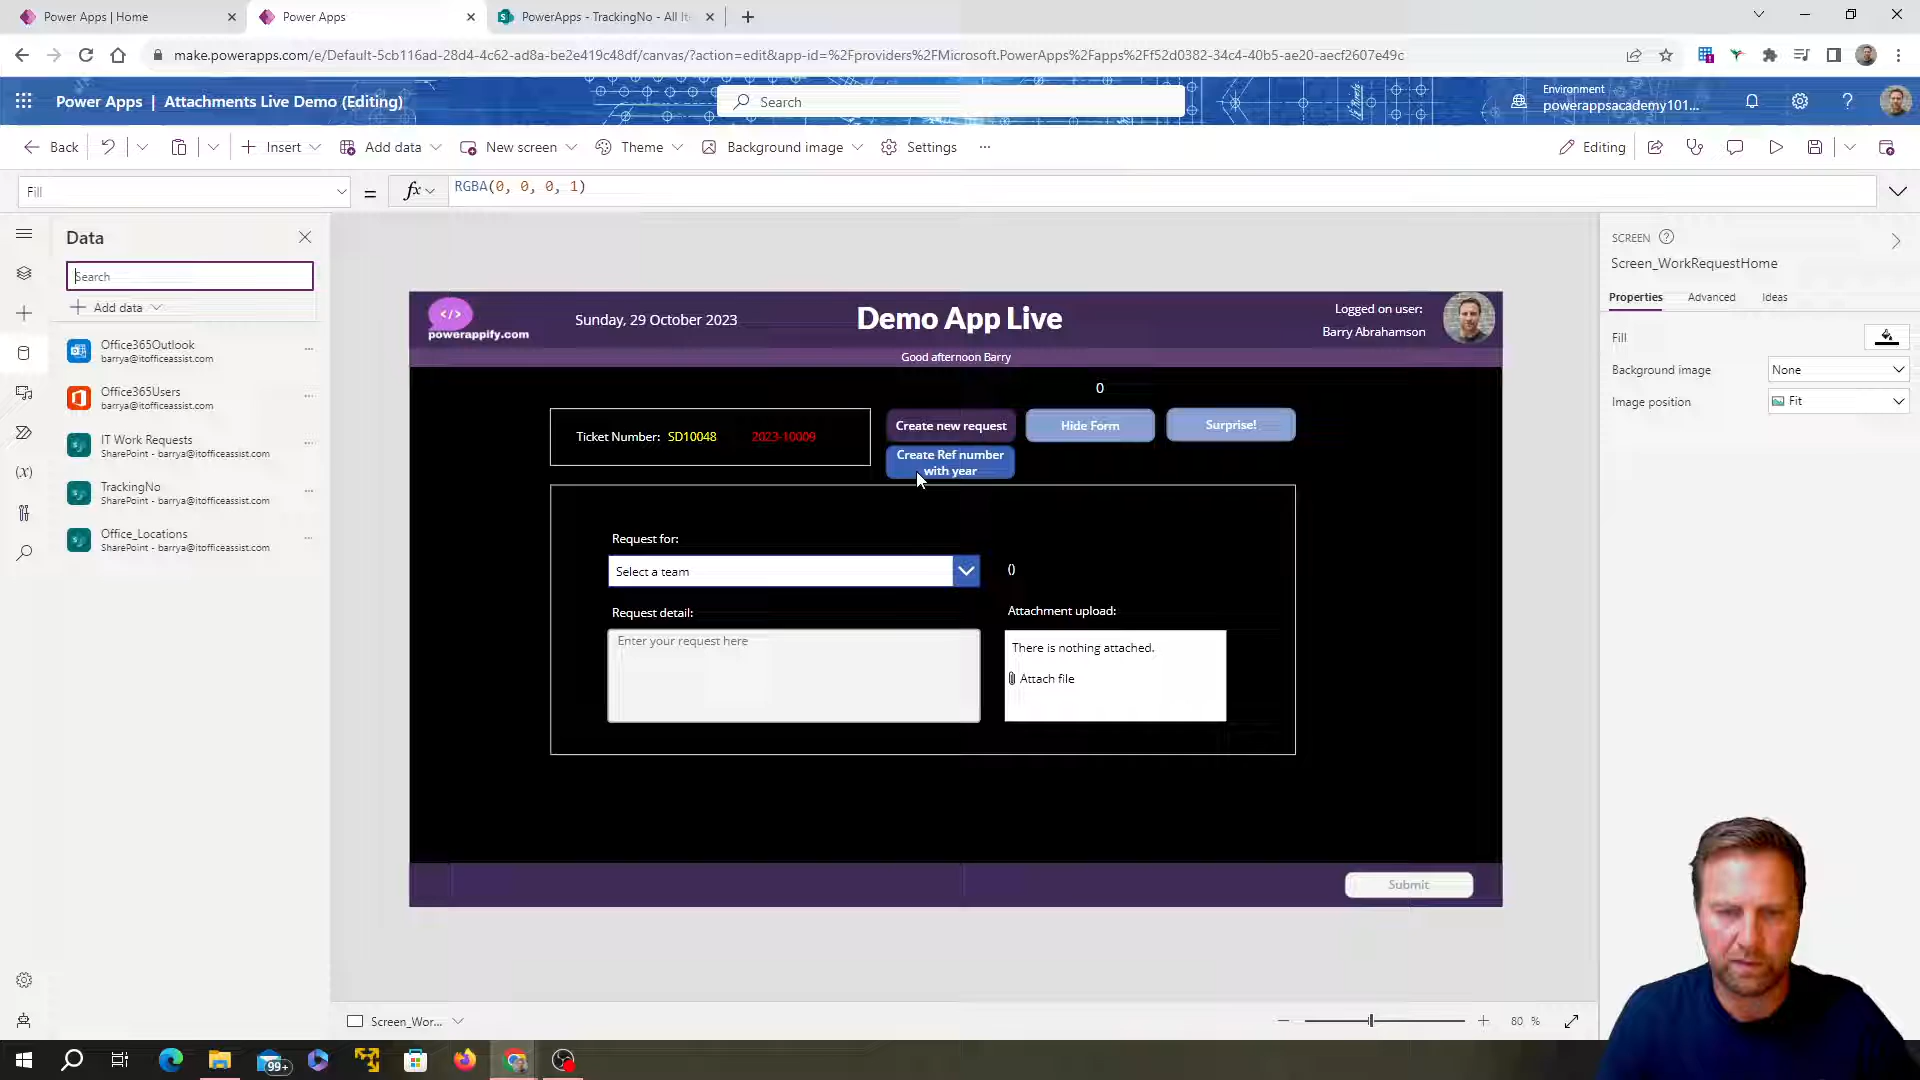 Power Apps | Home
Power Apps
PowerApps - TrackingNo - All It
make.powerapps.com/e/Default-5cb116ad-28d4-4c62-ad8a-be2e419c48df/canvas/?action=edit&app-id=%2Fproviders%2FMicrosoft.PowerApps%2Fapps%2Ff52d0382-34c4-40b5-ae20-aecf2607e49c
Power Apps | Attachments Live Demo (Editing)
Search
Environment
powerappsacademy101...
Back
Insert
Add data
New screen
Theme
Background image
Settings
Editing
Fill
=
fx
RGBA(0, 0, 0, 1)
Data
Search
Add data
Office365Outlook
barrya@itofficeassist.com
Office365Users
barrya@itofficeassist.com
IT Work Requests
SharePoint - barrya@itofficeassist.com
TrackingNo
SharePoint - barrya@itofficeassist.com
Office_Locations
SharePoint - barrya@itofficeassist.com
</>
powerappify.com
Sunday, 29 October 2023
Demo App Live
Logged on user:
Barry Abrahamson
Good afternoon Barry
0
Ticket Number: SD10048 2023-10009
Create new request
Hide Form
Surprise!
Create Ref number
with year
Request for:
Select a team
()
Request detail:
Enter your request here
Attachment upload:
There is nothing attached.
Attach file
Submit
SCREEN
Screen_WorkRequestHome
Properties
Advanced
Ideas
Fill
Background image
None
Image position
Fit
Screen_Wor...
80 %
99+